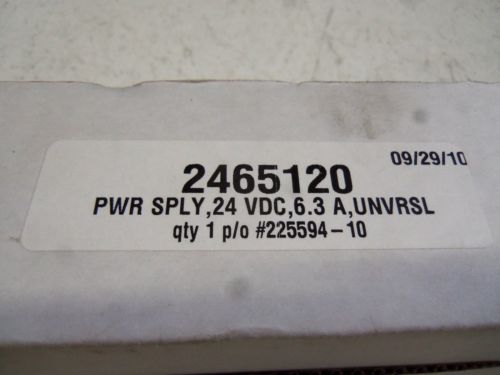 09/29/10
2465120
PWR SPLY,24 VDC,6.3 A,UNVRSL
qty 1 p/o #225594-10